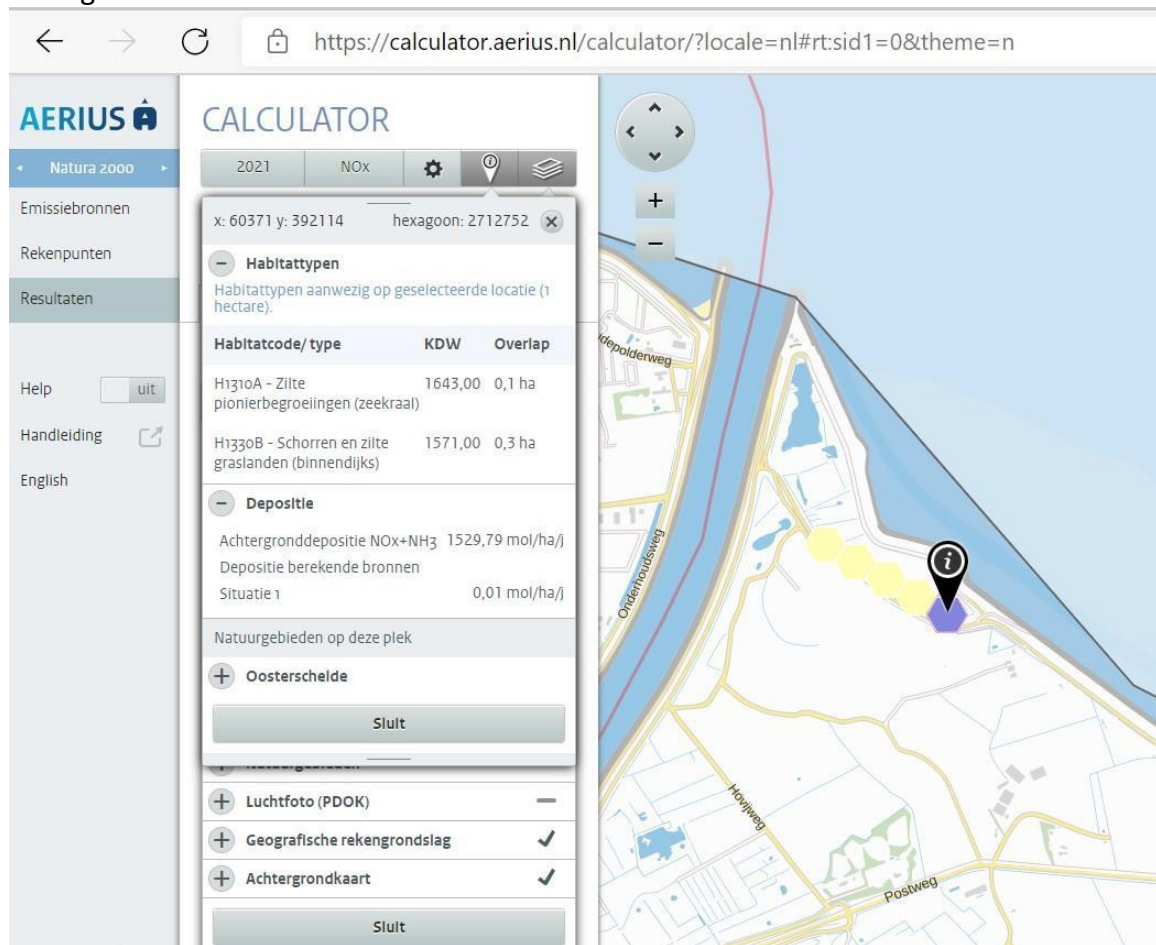 https://calculator.aerius.nl/calculator/?locale=nl#rt:sid1=0&theme=n
AERIUS
Natura 2000
Emissiebronnen
Rekenpunten
Resultaten
Help uit
Handleiding
English
CALCULATOR
2021 NOx
x: 60371 y: 392114 hexagoon: 2712752
Habitattypen
Habitattypen aanwezig op geselecteerde locatie (1
hectare).
Habitatcode/ type KDW Overlap
H1310A - Zilte 1643,00 0,1 ha
pionierbegroeiingen (zeekraal)
H1330B - Schorren en zilte 1571,00 0,3 ha
graslanden (binnendijks)
Depositie
Achtergronddepositie NOx+NH3 1529,79 mol/ha/j
Depositie berekende bronnen
Situatie 1 0,01 mol/ha/j
Natuurgebieden op deze plek
Oosterschelde
Sluit
Luchtfoto (PDOK)
Geografische rekengrondslag
Achtergrondkaart
Sluit
Onderhoudsweg
Hovijweg
Postweg